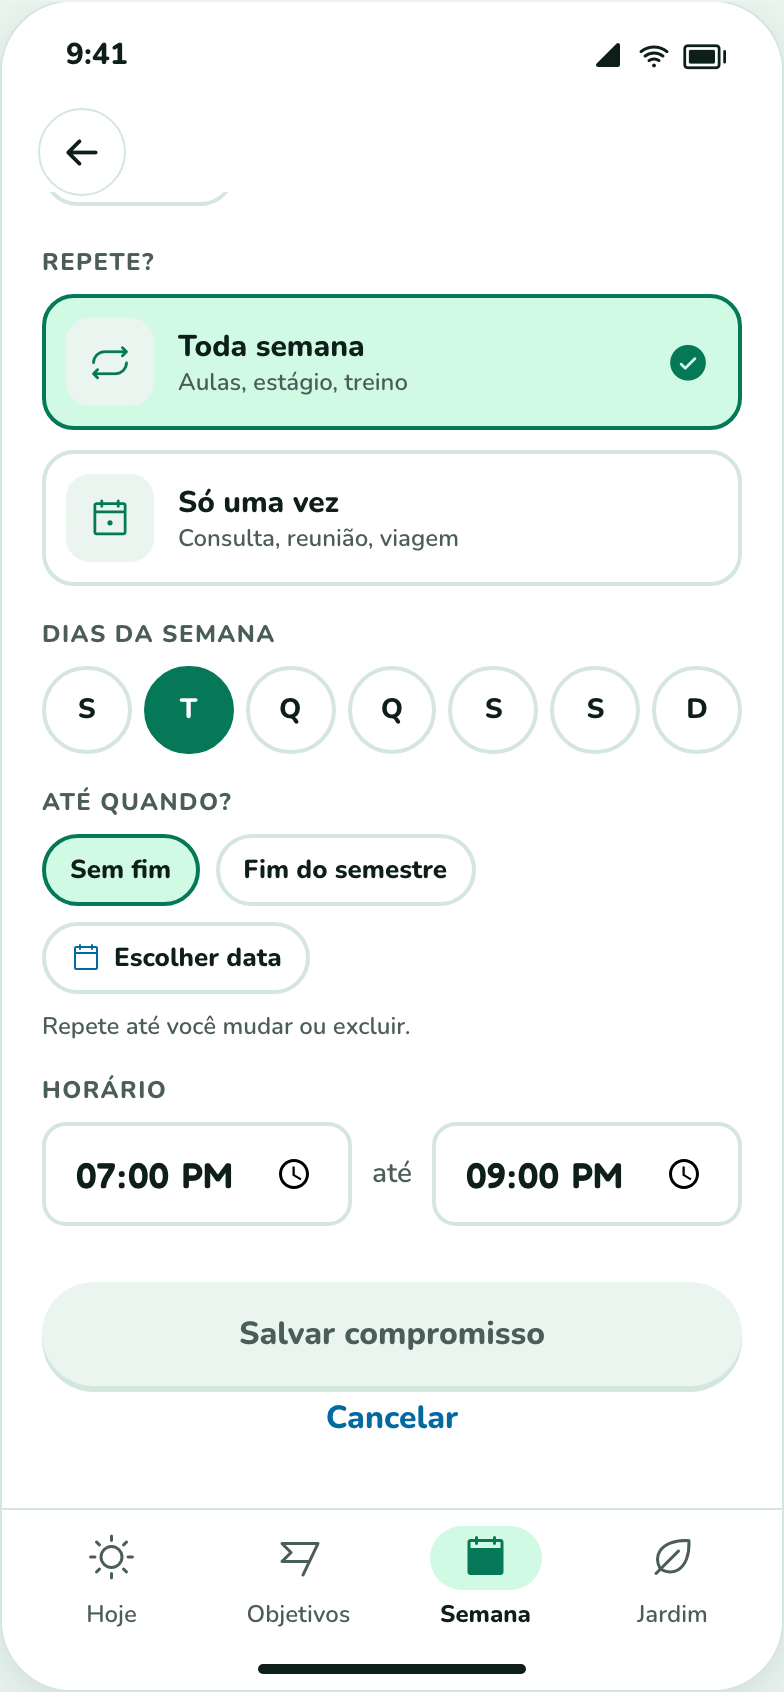 9:41
REPETE?
Toda semana
Aulas, estágio, treino
Só uma vez
Consulta, reunião, viagem
DIAS DA SEMANA
S T Q Q S S D
ATÉ QUANDO?
Sem fim Fim do semestre
Escolher data
Repete até você mudar ou excluir.
HORÁRIO
07:00 PM até 09:00 PM
Salvar compromisso
Cancelar
Hoje Objetivos Semana Jardim